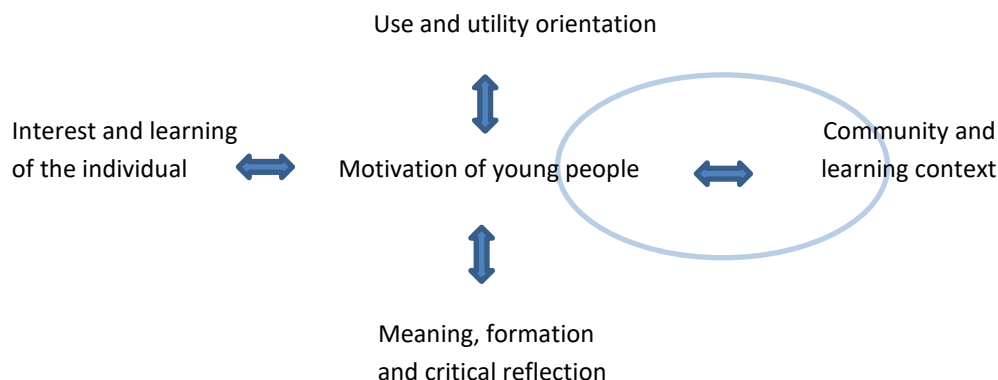 Use and utility orientation
Interest and learning
of the individual
Motivation of young people
Community and
learning context
Meaning, formation
and critical reflection